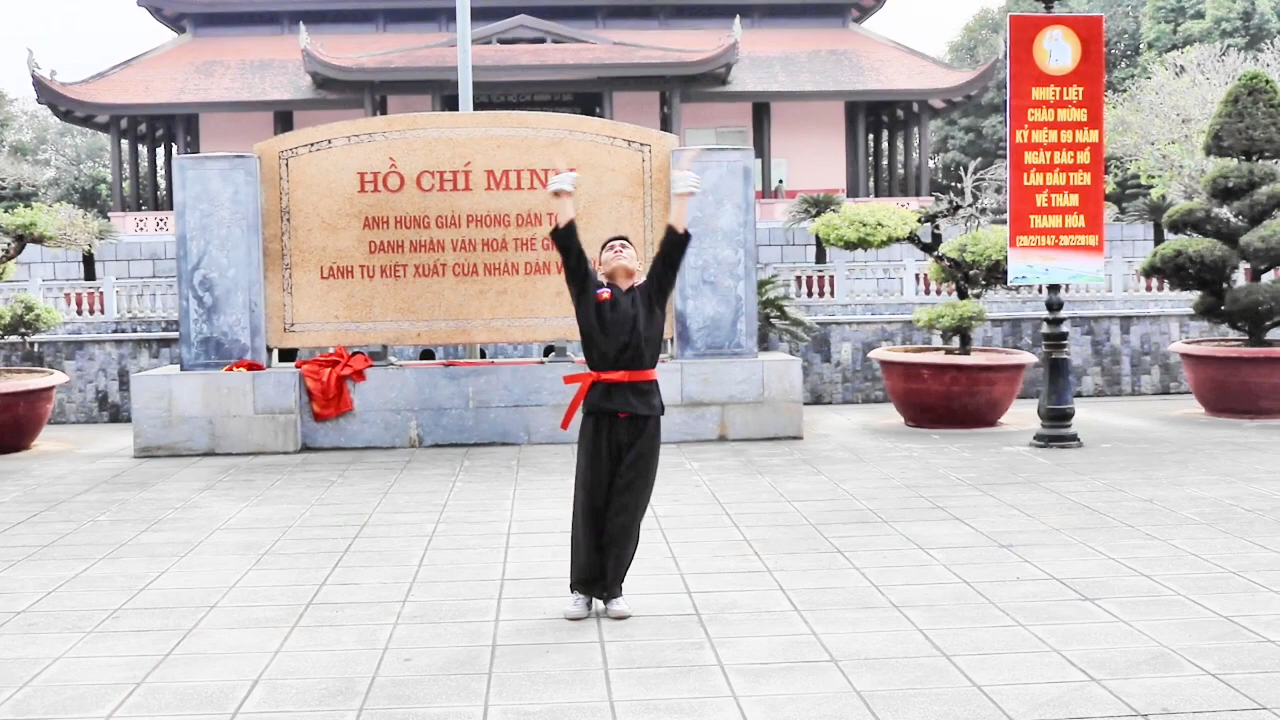 HỒ CHÍ MINH
ANH HÙNG GIẢI PHÓNG DÂN
DANH NHÂN VĂN HOÁ THẾ
LÃNH TỤ KIỆT XUẤT CỦA NHÂN DÂN
NHIỆT LIỆT
CHÀO MỪNG
KỶ NIỆM 69 NĂM
NGÀY BÁC HỒ
LẦN ĐẦU TIÊN
VỀ THĂM
THANH HÓA
(20/2/1947-20/2/2016)!